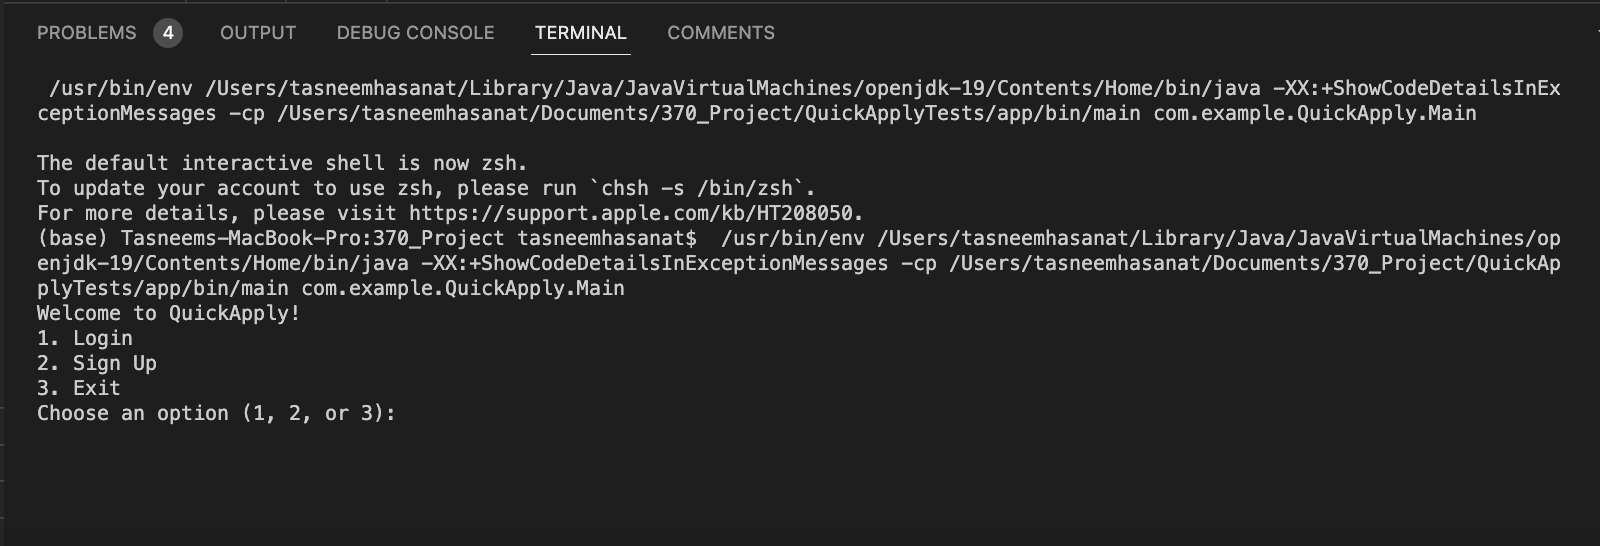 PROBLEMS 4 OUTPUT DEBUG CONSOLE TERMINAL COMMENTS
/usr/bin/env /Users/tasneemhasanat/Library/Java/JavaVirtualMachines/openjdk-19/Contents/Home/bin/java -XX:+ShowCodeDetailsInEx
ceptionMessages -cp /Users/tasneemhasanat/Documents/370_Project/QuickApplyTests/app/bin/main com.example.QuickApply.Main
The default interactive shell is now zsh.
To update your account to use zsh, please run `chsh -s /bin/zsh`.
For more details, please visit https://support.apple.com/kb/HT208050.
(base) Tasneems-MacBook-Pro:370_Project tasneemhasanat$  /usr/bin/env /Users/tasneemhasanat/Library/Java/JavaVirtualMachines/op
enjdk-19/Contents/Home/bin/java -XX:+ShowCodeDetailsInExceptionMessages -cp /Users/tasneemhasanat/Documents/370_Project/QuickAp
plyTests/app/bin/main com.example.QuickApply.Main
Welcome to QuickApply!
1. Login
2. Sign Up
3. Exit
Choose an option (1, 2, or 3):